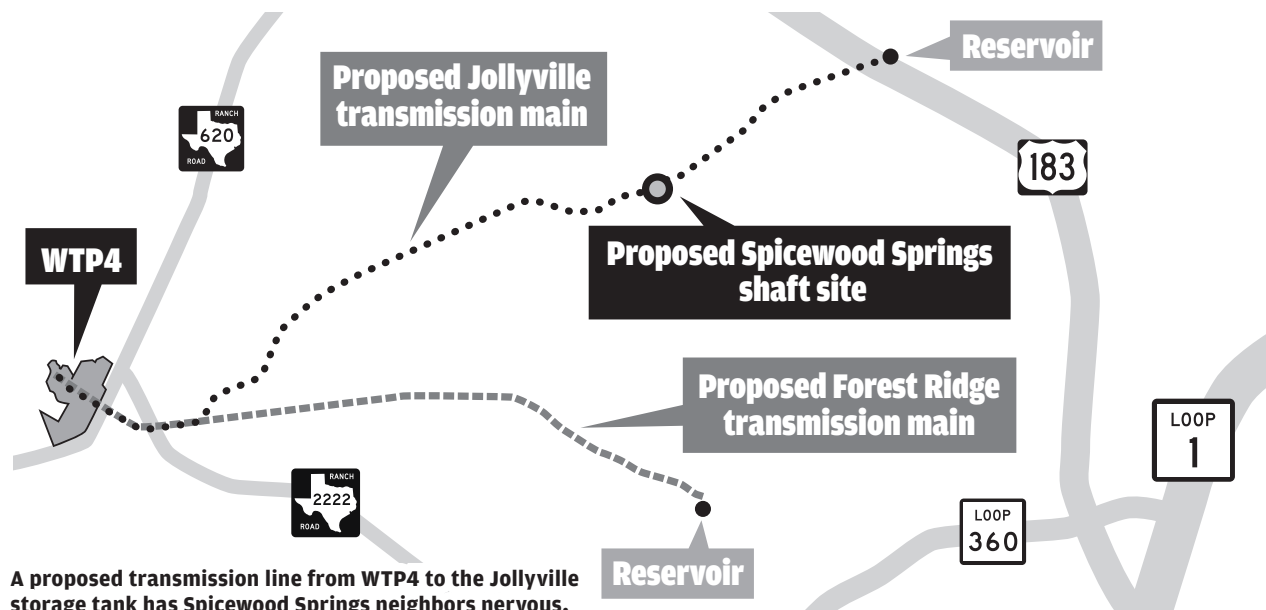 Reservoir
Proposed Jollyville
transmission main
RANCH
620
ROAD
183
WTP4
Proposed Spicewood Springs
shaft site
Proposed Forest Ridge
transmission main
LOOP
1
RANCH
2222
ROAD
LOOP
360
Reservoir
A proposed transmission line from WTP4 to the Jollyville
storage tank has Spicewood Springs neighbors nervous.